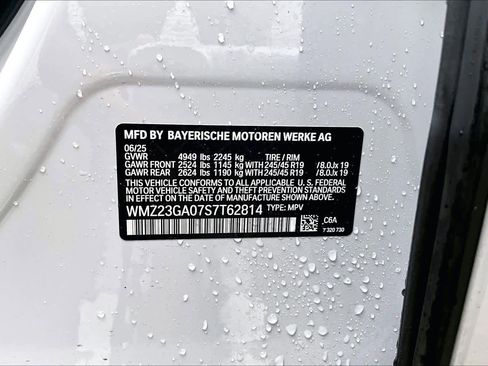 MFD BY BAYERISCHE MOTOREN WERKE AG
06/25
GVWR 4949 lbs 2245 kg TIRE / RIM
GAWR FRONT 2524 lbs 1145 kg WITH 245/45 R19 / 8.0Jx 19
GAWR REAR 2624 lbs 1190 kg WITH 245/45 R19 / 8.0Jx 19
THIS VEHICLE CONFORMS TO ALL APPLICABLE U.S. FEDERAL
MOTOR VEHICLE SAFETY AND THEFT PREVENTION STANDARDS
IN EFFECT ON THE DATE OF MANUFACTURE SHOWN ABOVE.
WMZ23GA07S7T62814 TYPE: MPV
C6A
7 320 730